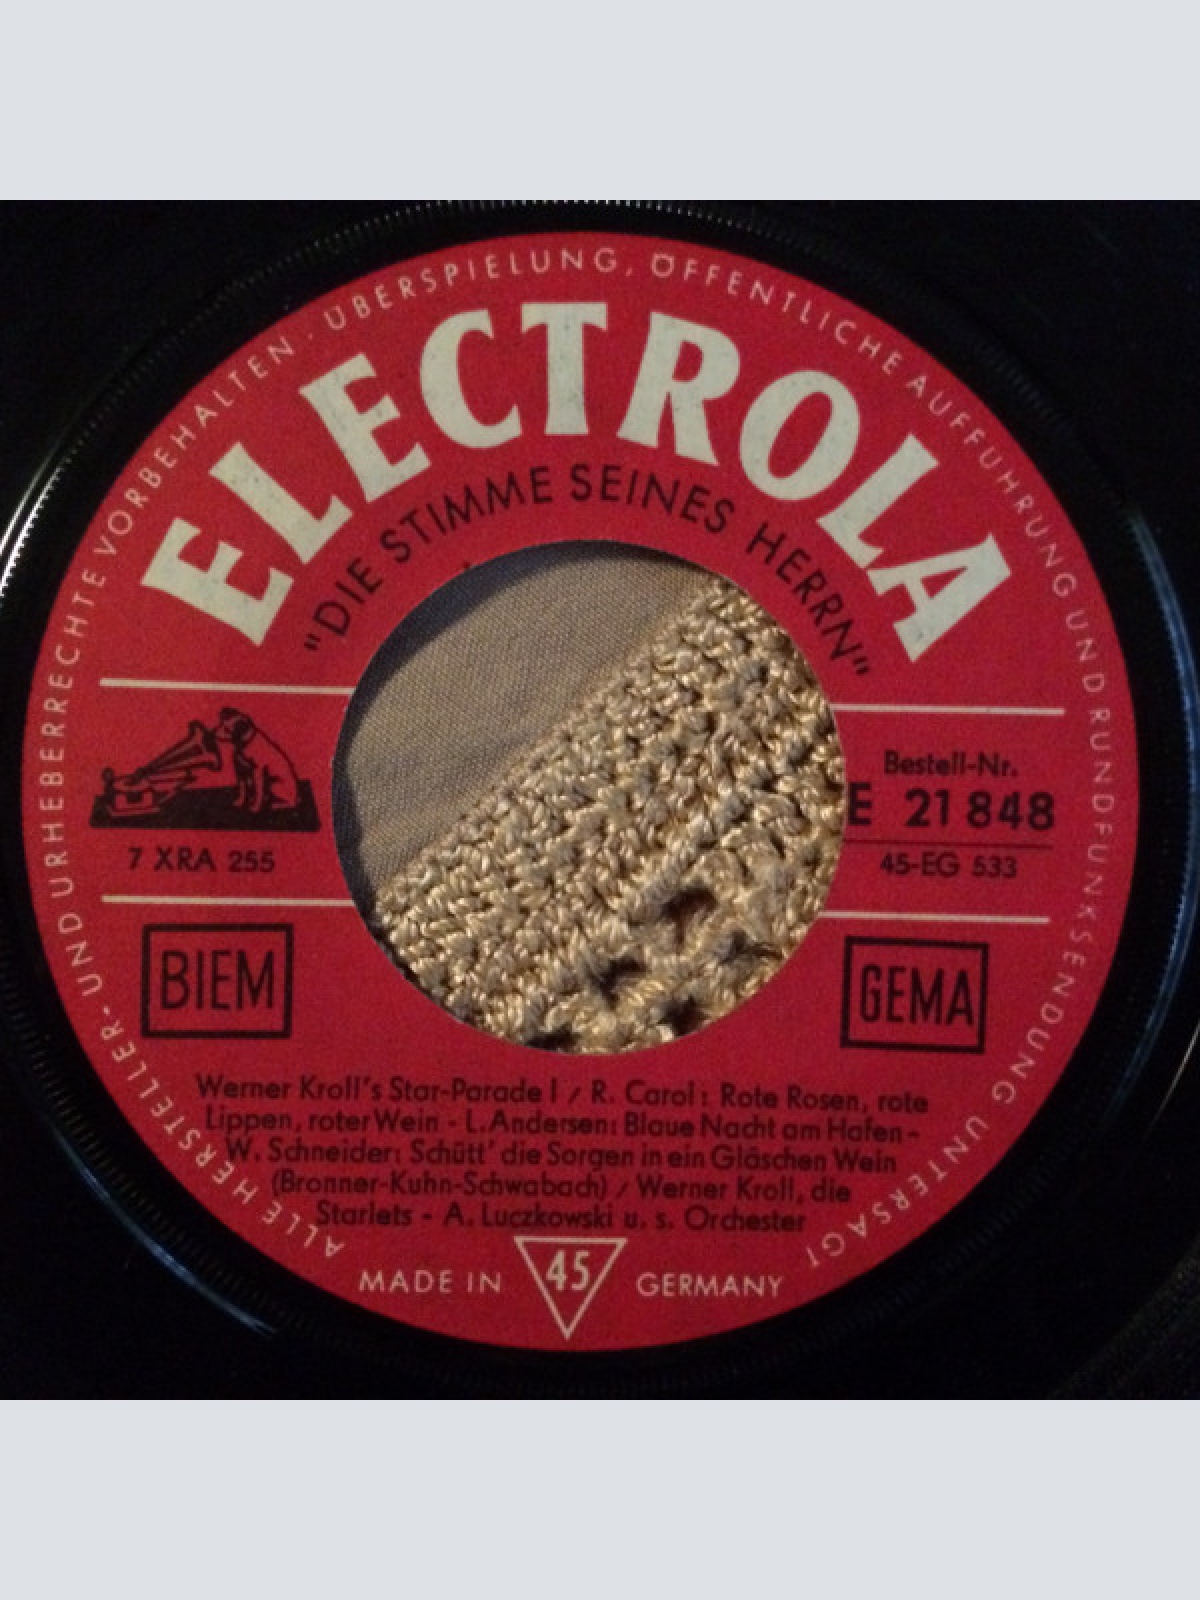 ALLE HERSTELLER- UND URHEBERRECHTE VORBEHALTEN · ÜBERSPIELUNG, ÖFFENTLICHE AUFFÜHRUNG UND RUNDFUNKSENDUNG UNTERSAGT
ELECTROLA
"DIE STIMME SEINES HERRN"
Bestell-Nr.
E 21 848
7 XRA 255
45-EG 533
BIEM
GEMA
Werner Kroll's Star-Parade I / R. Carol: Rote Rosen, rote
Lippen, roter Wein - L. Andersen: Blaue Nacht am Hafen -
W. Schneider: Schütt' die Sorgen in ein Gläschen Wein
(Bronner-Kuhn-Schwabach) / Werner Kroll, die
Starlets - A. Luczkowski u. s. Orchester
MADE IN 45 GERMANY